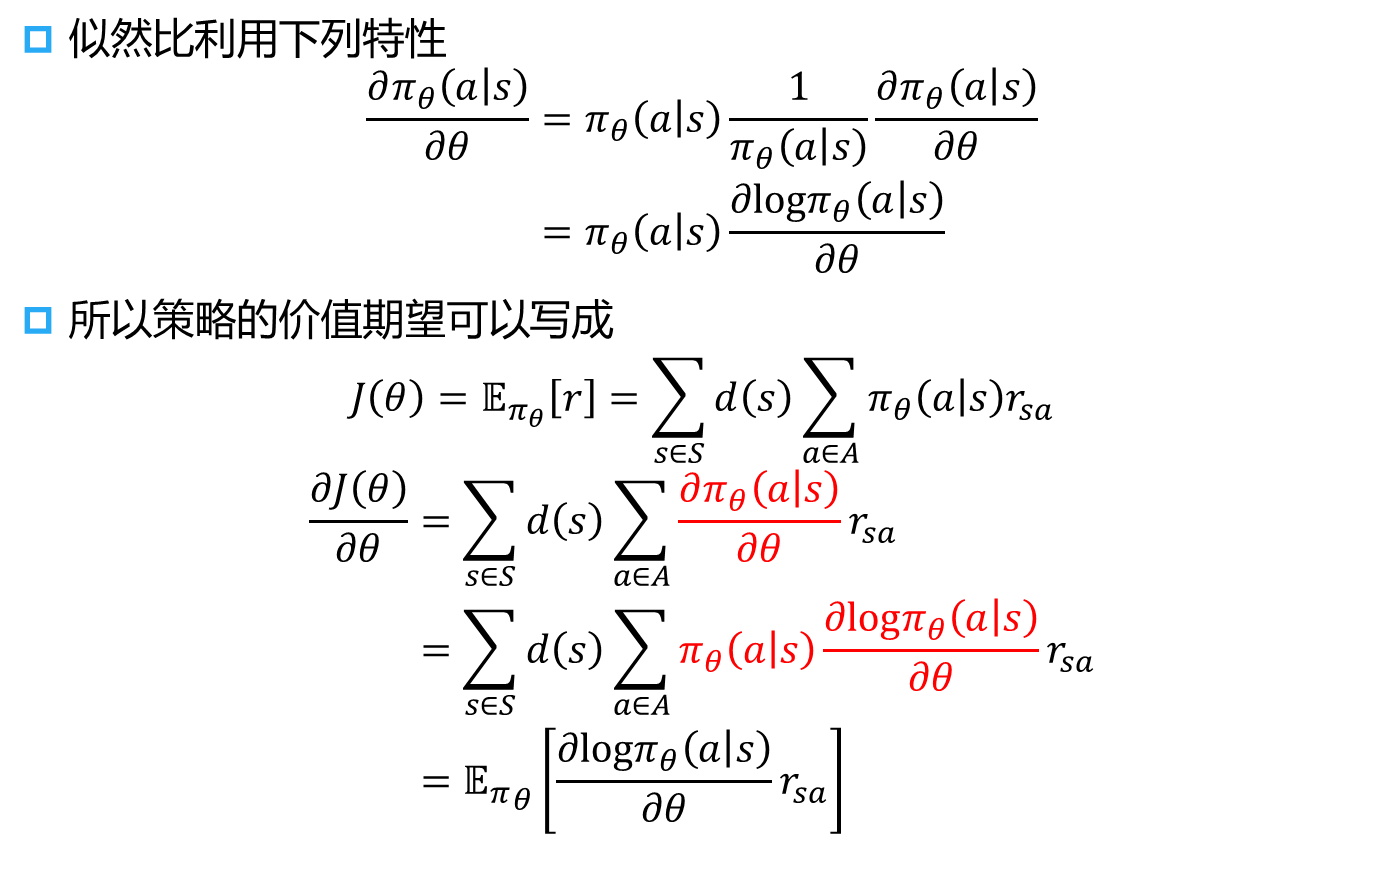 似然比利用下列特性
∂π_θ(a|s)/∂θ = π_θ(a|s) 1/π_θ(a|s) ∂π_θ(a|s)/∂θ
= π_θ(a|s) ∂logπ_θ(a|s)/∂θ
所以策略的价值期望可以写成
J(θ) = 𝔼_{π_θ}[r] = ∑_{s∈S} d(s) ∑_{a∈A} π_θ(a|s)r_{sa}
∂J(θ)/∂θ = ∑_{s∈S} d(s) ∑_{a∈A} ∂π_θ(a|s)/∂θ r_{sa}
= ∑_{s∈S} d(s) ∑_{a∈A} π_θ(a|s) ∂logπ_θ(a|s)/∂θ r_{sa}
= 𝔼_{π_θ}[∂logπ_θ(a|s)/∂θ r_{sa}]